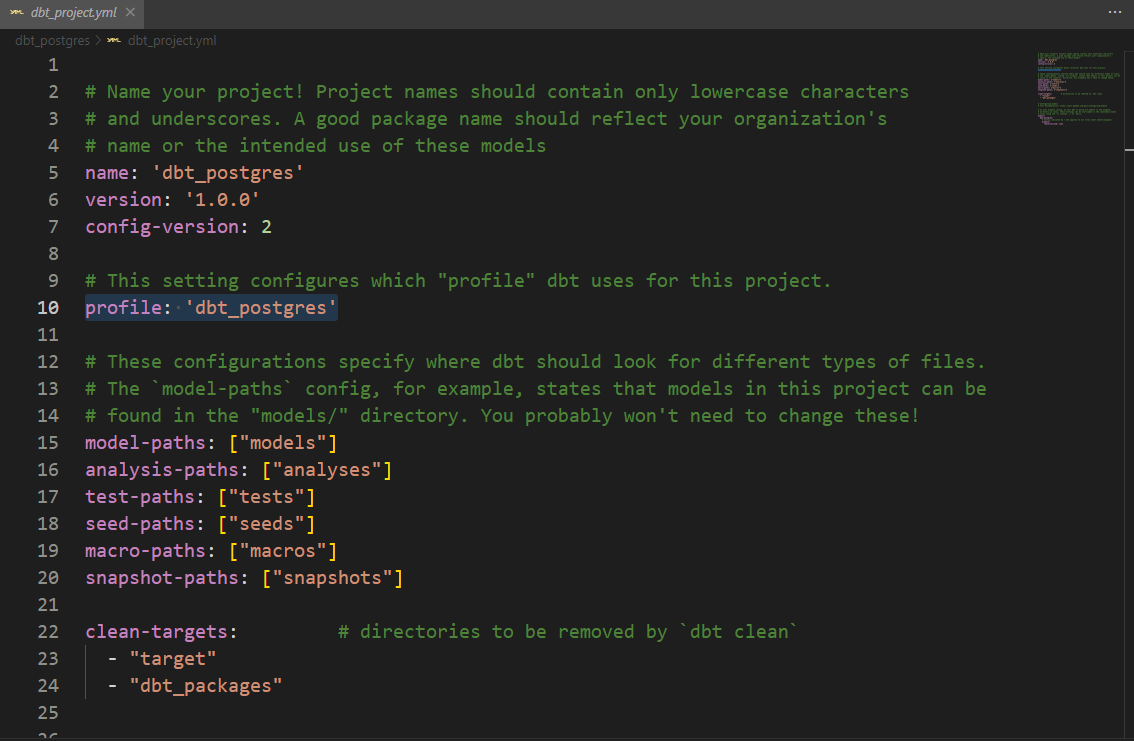 dbt_project.yml
dbt_postgres > dbt_project.yml
1
2 # Name your project! Project names should contain only lowercase characters
3 # and underscores. A good package name should reflect your organization's
4 # name or the intended use of these models
5 name: 'dbt_postgres'
6 version: '1.0.0'
7 config-version: 2
8
9 # This setting configures which "profile" dbt uses for this project.
10 profile: 'dbt_postgres'
11
12 # These configurations specify where dbt should look for different types of files.
13 # The `model-paths` config, for example, states that models in this project can be
14 # found in the "models/" directory. You probably won't need to change these!
15 model-paths: ["models"]
16 analysis-paths: ["analyses"]
17 test-paths: ["tests"]
18 seed-paths: ["seeds"]
19 macro-paths: ["macros"]
20 snapshot-paths: ["snapshots"]
21
22 clean-targets:         # directories to be removed by `dbt clean`
23   - "target"
24   - "dbt_packages"
25